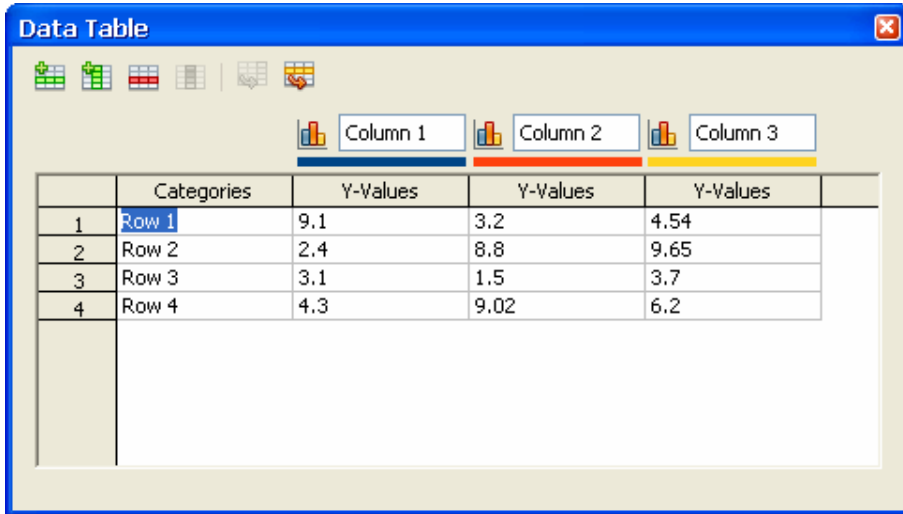 Data Table
Column 1 Column 2 Column 3
Categories Y-Values Y-Values Y-Values
1 Row 1 9.1 3.2 4.54
2 Row 2 2.4 8.8 9.65
3 Row 3 3.1 1.5 3.7
4 Row 4 4.3 9.02 6.2